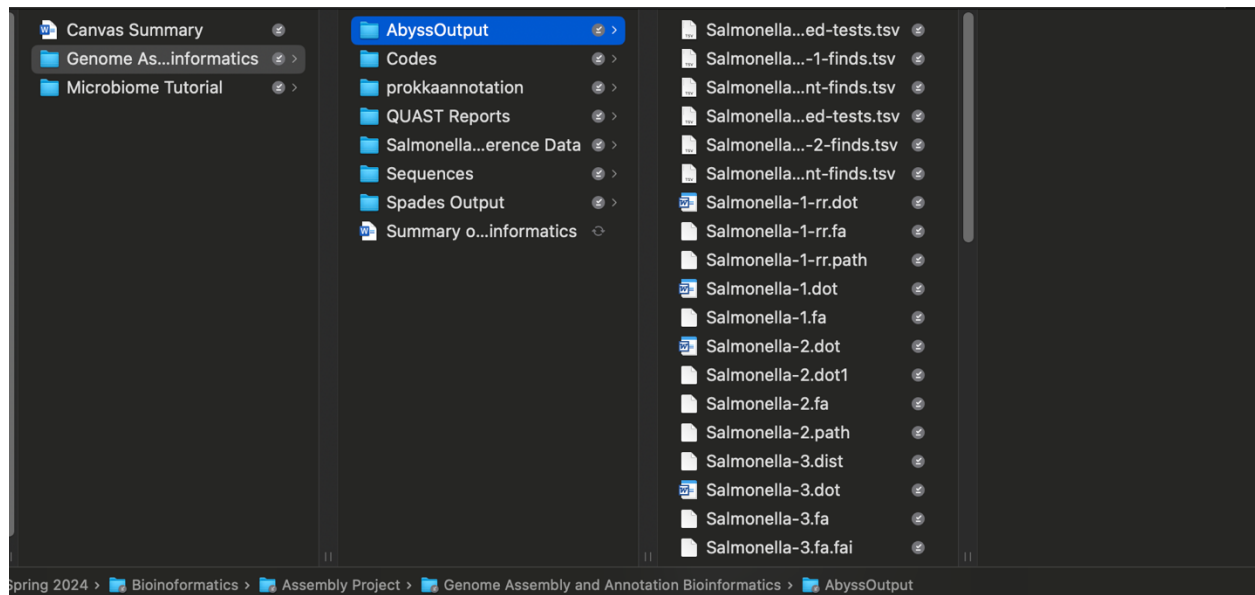 Canvas Summary
Genome As...informatics
Microbiome Tutorial
AbyssOutput
Codes
prokkaannotation
QUAST Reports
Salmonella...erence Data
Sequences
Spades Output
Summary o...informatics
Salmonella...ed-tests.tsv
Salmonella...-1-finds.tsv
Salmonella...nt-finds.tsv
Salmonella...ed-tests.tsv
Salmonella...-2-finds.tsv
Salmonella...nt-finds.tsv
Salmonella-1-rr.dot
Salmonella-1-rr.fa
Salmonella-1-rr.path
Salmonella-1.dot
Salmonella-1.fa
Salmonella-2.dot
Salmonella-2.dot1
Salmonella-2.fa
Salmonella-2.path
Salmonella-3.dist
Salmonella-3.dot
Salmonella-3.fa
Salmonella-3.fa.fai
Spring 2024 › Bioinoformatics › Assembly Project › Genome Assembly and Annotation Bioinformatics › AbyssOutput